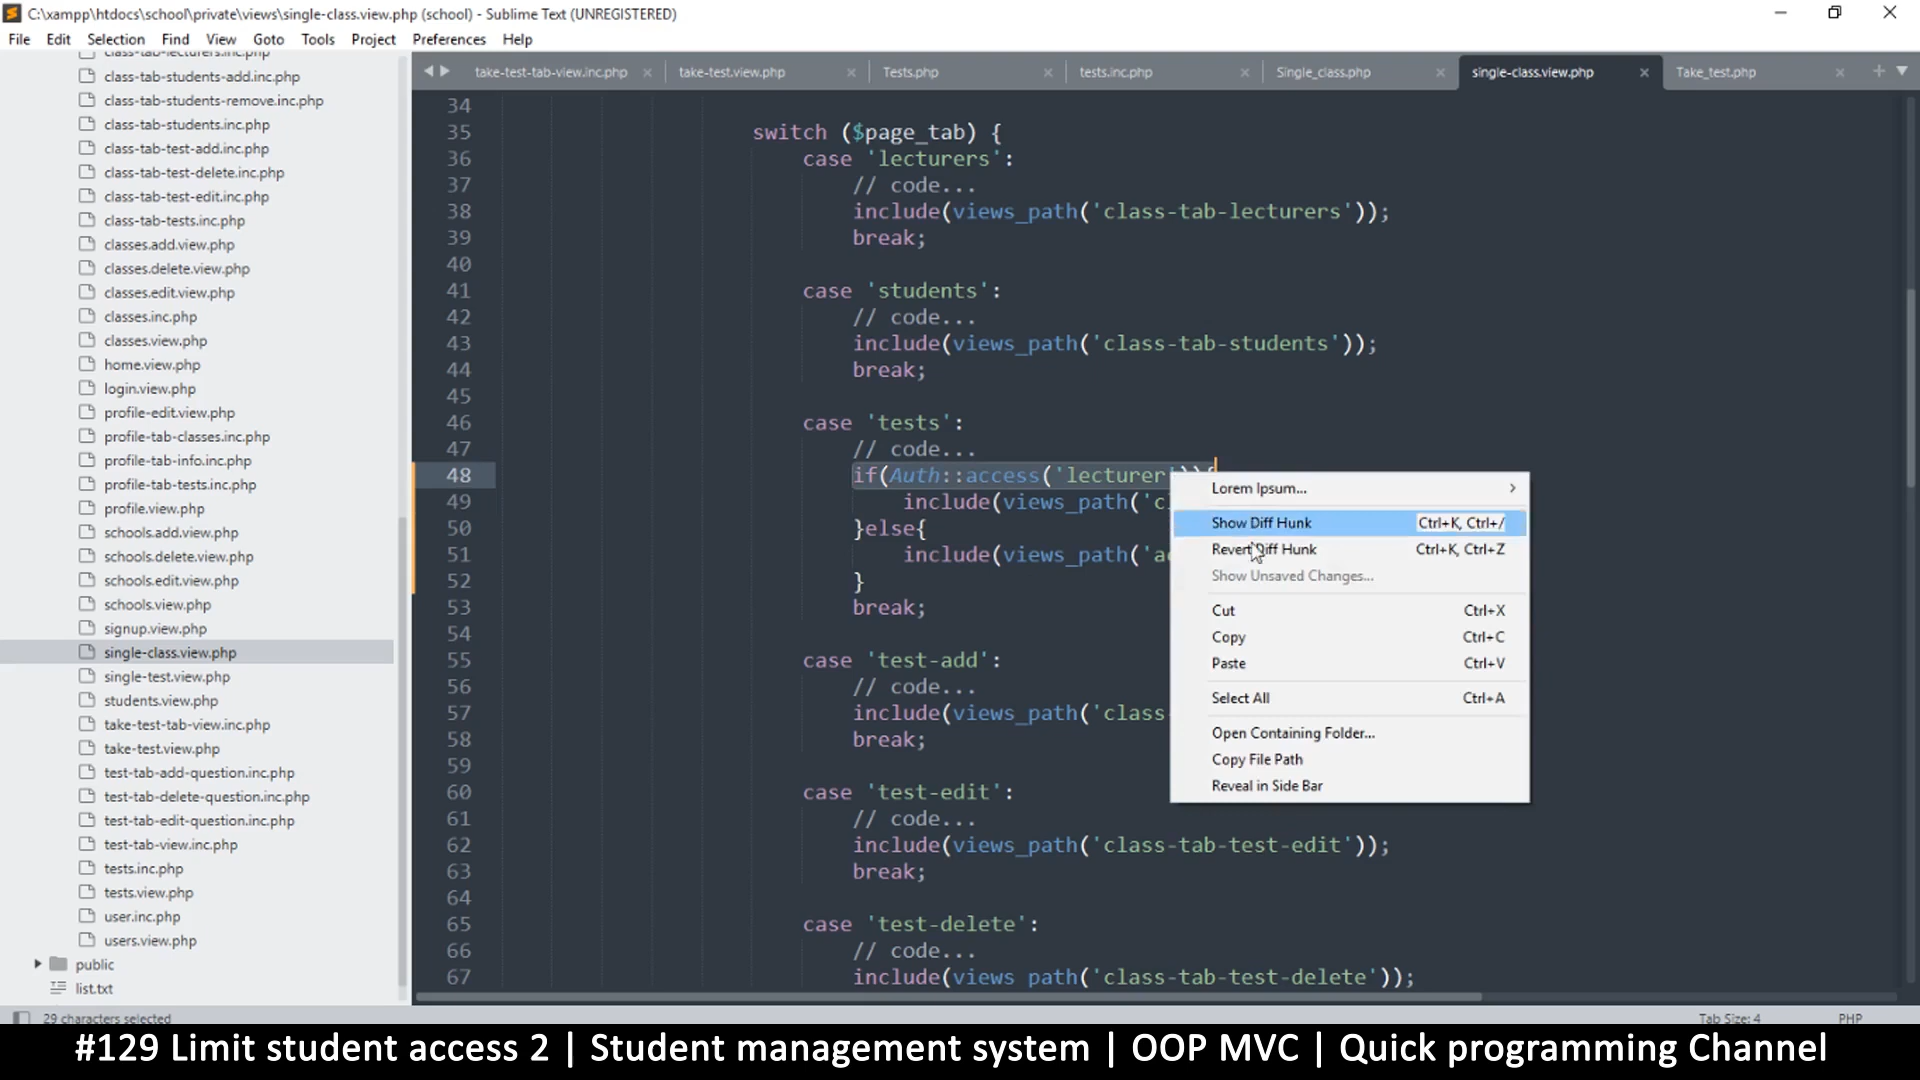 C:\xampp\htdocs\school\private\views\single-class.view.php (school) - Sublime Text (UNREGISTERED)
File Edit Selection Find View Goto Tools Project Preferences Help
class-tab-lecturers.inc.php
class-tab-students-add.inc.php
class-tab-students-remove.inc.php
class-tab-students.inc.php
class-tab-test-add.inc.php
class-tab-test-delete.inc.php
class-tab-test-edit.inc.php
class-tab-tests.inc.php
classes.add.view.php
classes.delete.view.php
classes.edit.view.php
classes.inc.php
classes.view.php
home.view.php
login.view.php
profile-edit.view.php
profile-tab-classes.inc.php
profile-tab-info.inc.php
profile-tab-tests.inc.php
profile.view.php
schools.add.view.php
schools.delete.view.php
schools.edit.view.php
schools.view.php
signup.view.php
single-class.view.php
single-test.view.php
students.view.php
take-test-tab-view.inc.php
take-test.view.php
test-tab-add-question.inc.php
test-tab-delete-question.inc.php
test-tab-edit-question.inc.php
test-tab-view.inc.php
tests.inc.php
tests.view.php
user.inc.php
users.view.php
public
list.txt
take-test-tab-view.inc.php take-test.view.php Tests.php tests.inc.php Single_class.php single-class.view.php Take_test.php
34
35 switch ($page_tab) {
36 case 'lecturers':
37 // code...
38 include(views_path('class-tab-lecturers'));
39 break;
40
41 case 'students':
42 // code...
43 include(views_path('class-tab-students'));
44 break;
45
46 case 'tests':
47 // code...
48 if(Auth::access('lecturer')){
49 include(views_path('c
50 }else{
51 include(views_path('a
52 }
53 break;
54
55 case 'test-add':
56 // code...
57 include(views_path('class-
58 break;
59
60 case 'test-edit':
61 // code...
62 include(views_path('class-tab-test-edit'));
63 break;
64
65 case 'test-delete':
66 // code...
67 include(views_path('class-tab-test-delete'));
Lorem Ipsum...
Show Diff Hunk Ctrl+K, Ctrl+/
Revert Diff Hunk Ctrl+K, Ctrl+Z
Show Unsaved Changes...
Cut Ctrl+X
Copy Ctrl+C
Paste Ctrl+V
Select All Ctrl+A
Open Containing Folder...
Copy File Path
Reveal in Side Bar
29 characters selected Tab Size: 4 PHP
#129 Limit student access 2 | Student management system | OOP MVC | Quick programming Channel